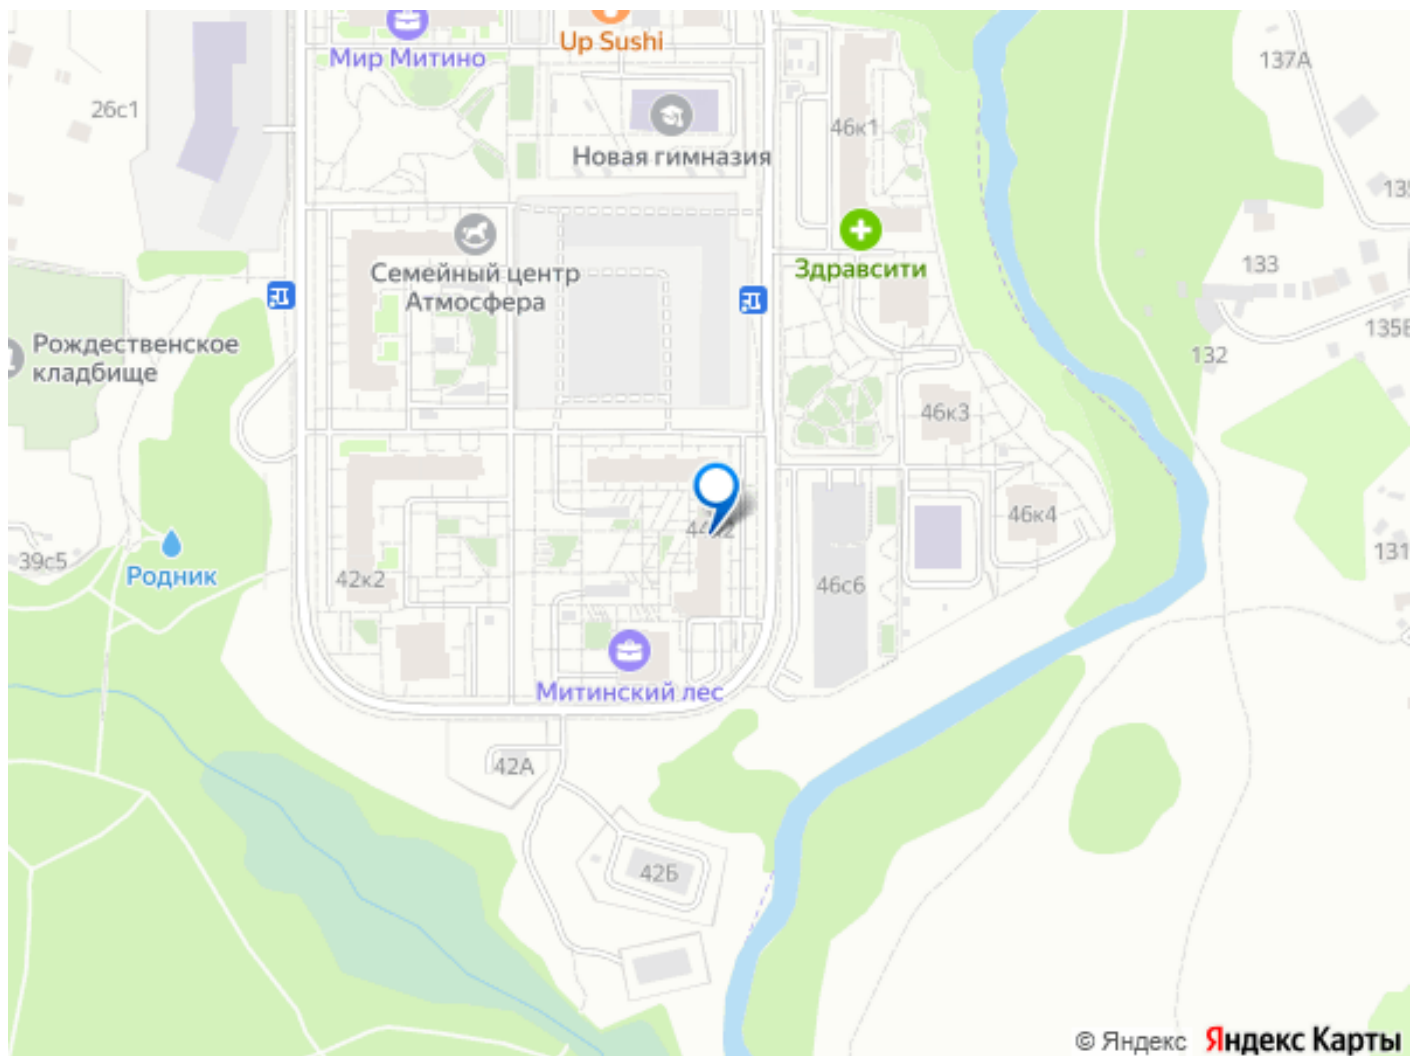 Up Sushi
Мир Митино
137А
26с1
46к1
Новая гимназия
Здравсити
Семейный центр
Атмосфера
133
135В
Рождественское
кладбище
132
46к3
46к4
39с5
Родник
42к2
46с6
131
Митинский лес
42А
42Б
© Яндекс Яндекс Карты